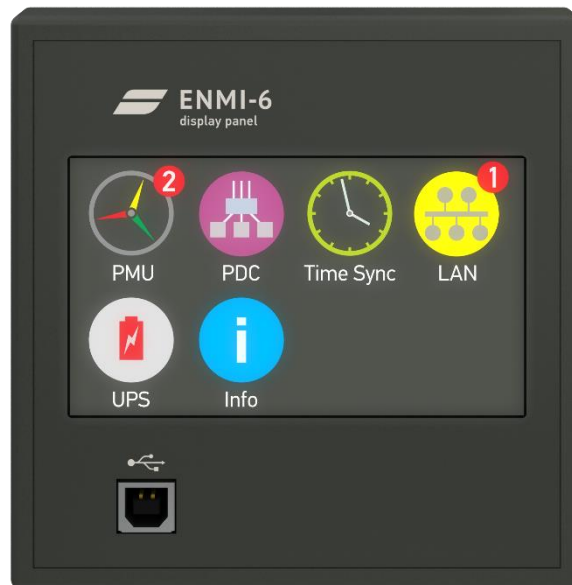 ENMI-6
display panel
2
1
PMU
PDC
Time Sync
LAN
i
UPS
Info